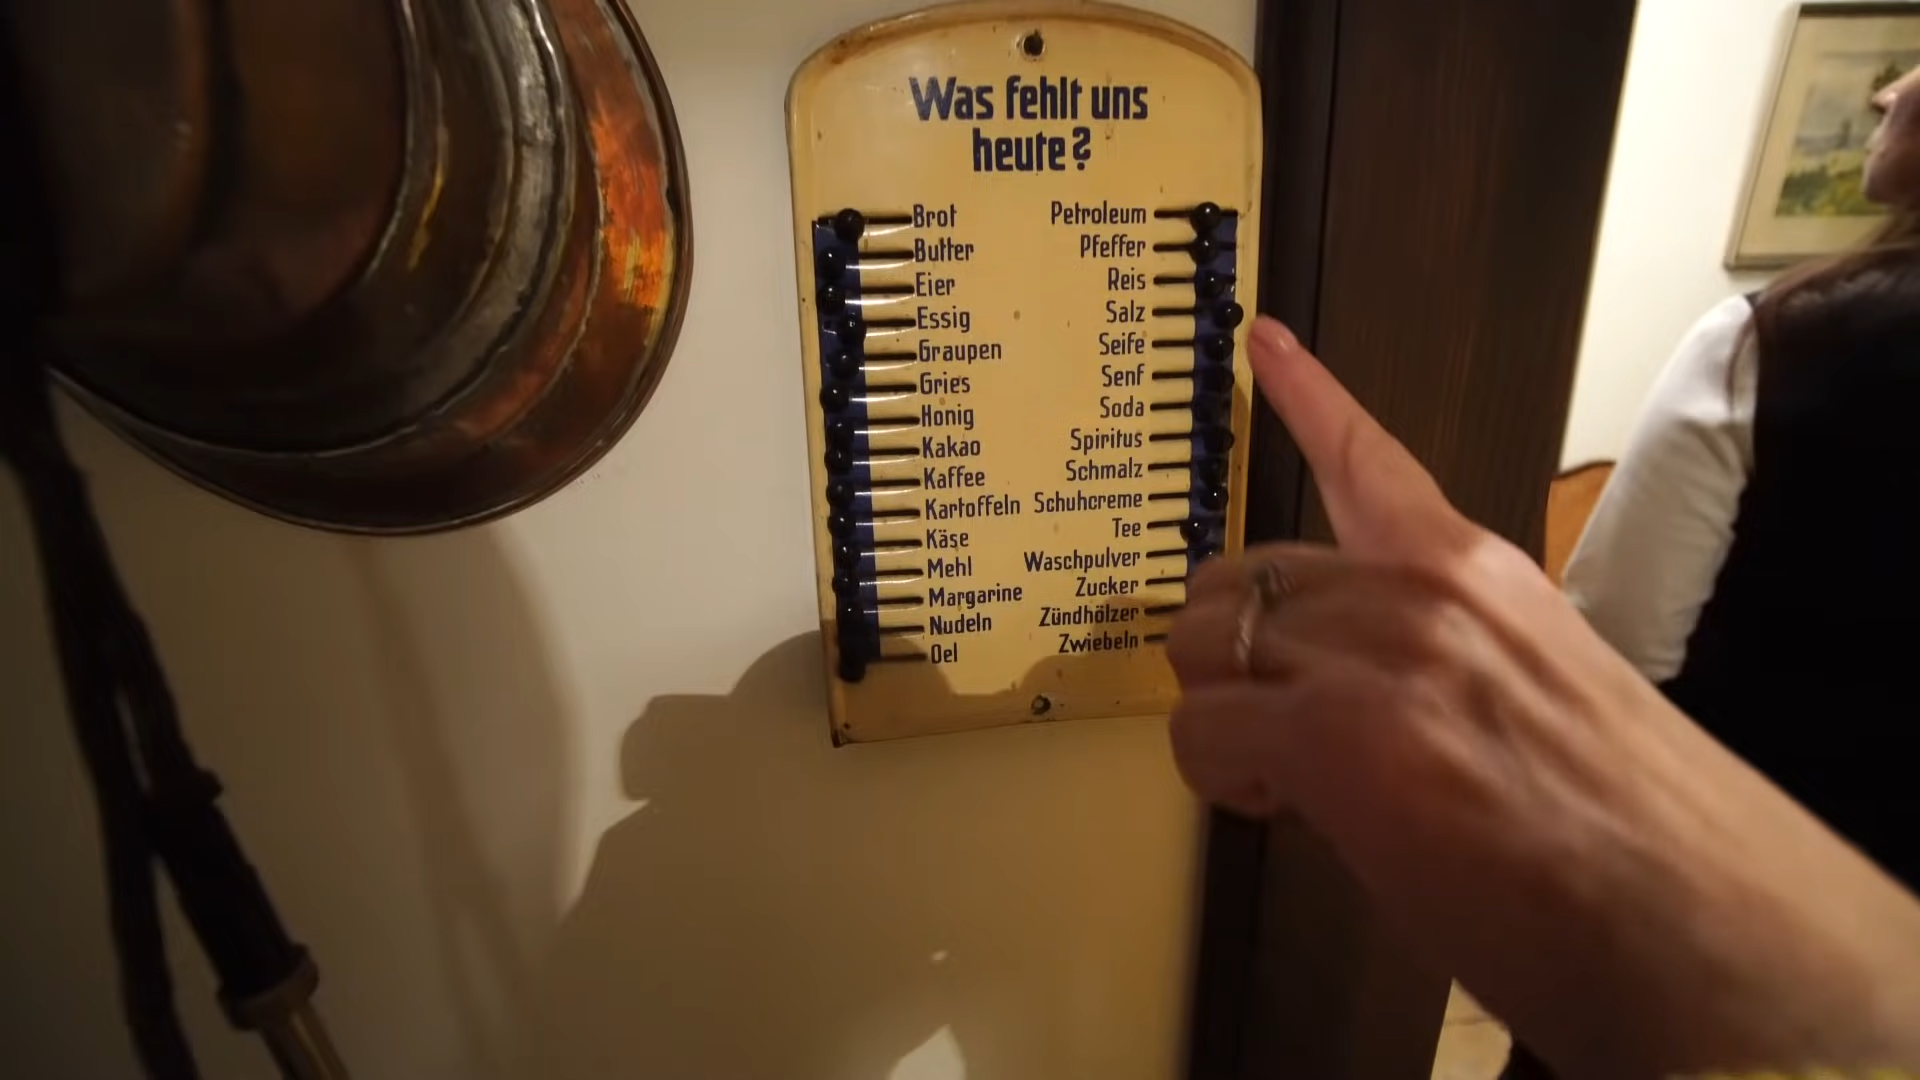 Was fehlt uns
heute?
Brot
Butter
Eier
Essig
Graupen
Gries
Honig
Kakao
Kaffee
Kartoffeln
Käse
Mehl
Margarine
Nudeln
Oel
Petroleum
Pfeffer
Reis
Salz
Seife
Senf
Soda
Spiritus
Schmalz
Schuhcreme
Tee
Waschpulver
Zucker
Zündhölzer
Zwiebeln